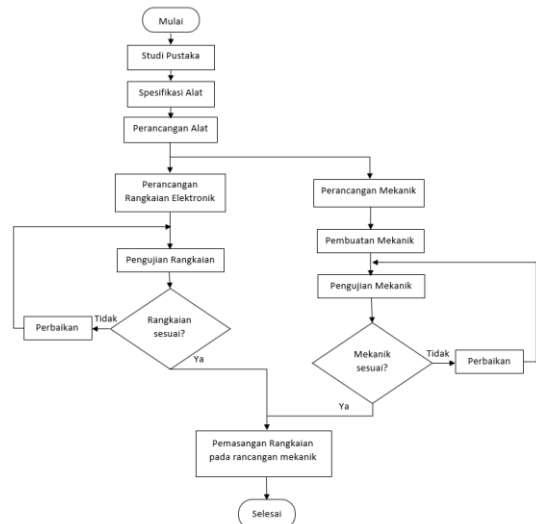 Mulai
Studi Pustaka
Spesifikasi Alat
Perancangan Alat
Perancangan
Rangkaian Elektronik
Perancangan Mekanik
Pembuatan Mekanik
Pengujian Rangkaian
Pengujian Mekanik
Perbaikan
Tidak
Rangkaian
sesuai?
Ya
Mekanik
sesuai?
Tidak
Perbaikan
Ya
Pemasangan Rangkaian
pada rancangan mekanik
Selesai